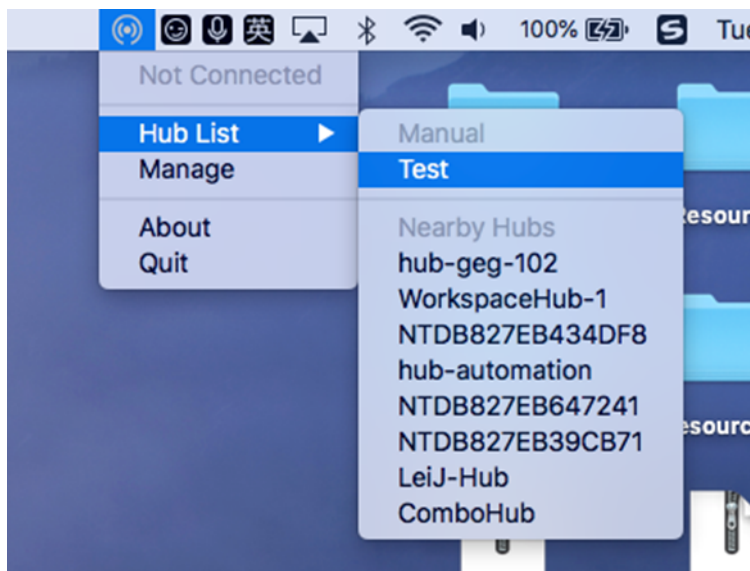 英
100%
Tue
Not Connected
Hub List
Manage
About
Quit
Manual
Test
Nearby Hubs
hub-geg-102
WorkspaceHub-1
NTDB827EB434DF8
hub-automation
NTDB827EB647241
NTDB827EB39CB71
LeiJ-Hub
ComboHub